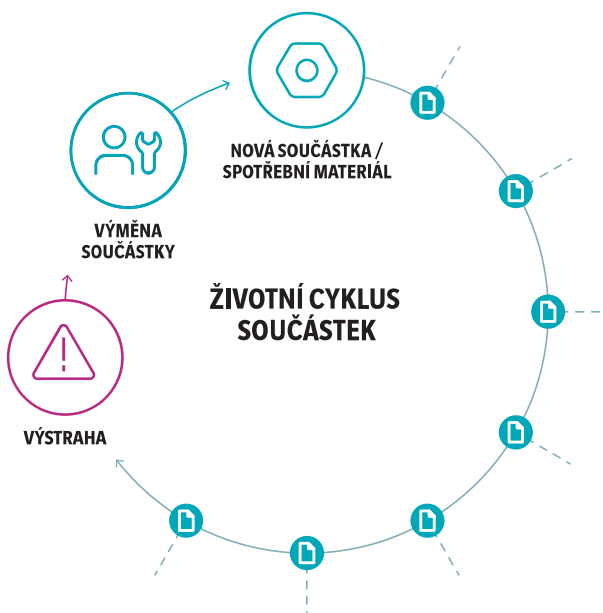 NOVÁ SOUČÁSTKA /
SPOTŘEBNÍ MATERIÁL
VÝMĚNA
SOUČÁSTKY
ŽIVOTNÍ CYKLUS
SOUČÁSTEK
VÝSTRAHA